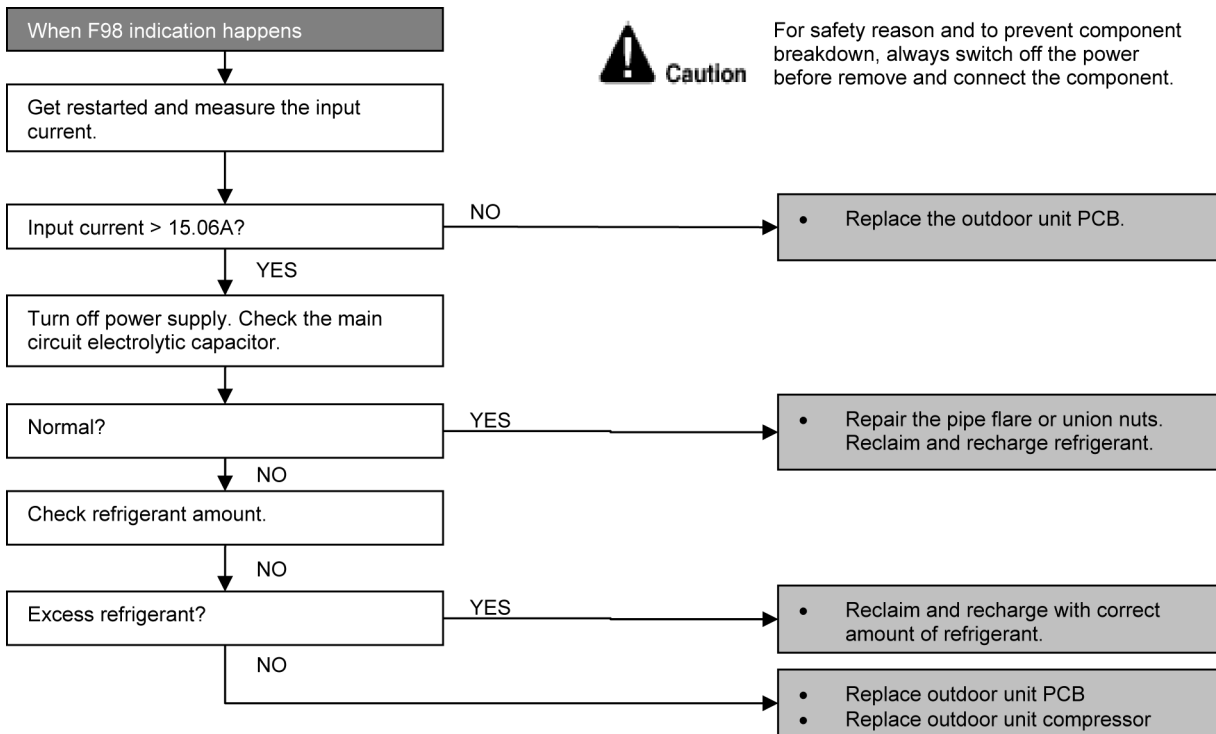 When F98 indication happens
Caution
For safety reason and to prevent component
breakdown, always switch off the power
before remove and connect the component.
Get restarted and measure the input
current.
Input current > 15.06A?
NO
• Replace the outdoor unit PCB.
YES
Turn off power supply. Check the main
circuit electrolytic capacitor.
Normal?
YES
• Repair the pipe flare or union nuts.
Reclaim and recharge refrigerant.
NO
Check refrigerant amount.
NO
Excess refrigerant?
YES
• Reclaim and recharge with correct
amount of refrigerant.
NO
• Replace outdoor unit PCB
• Replace outdoor unit compressor